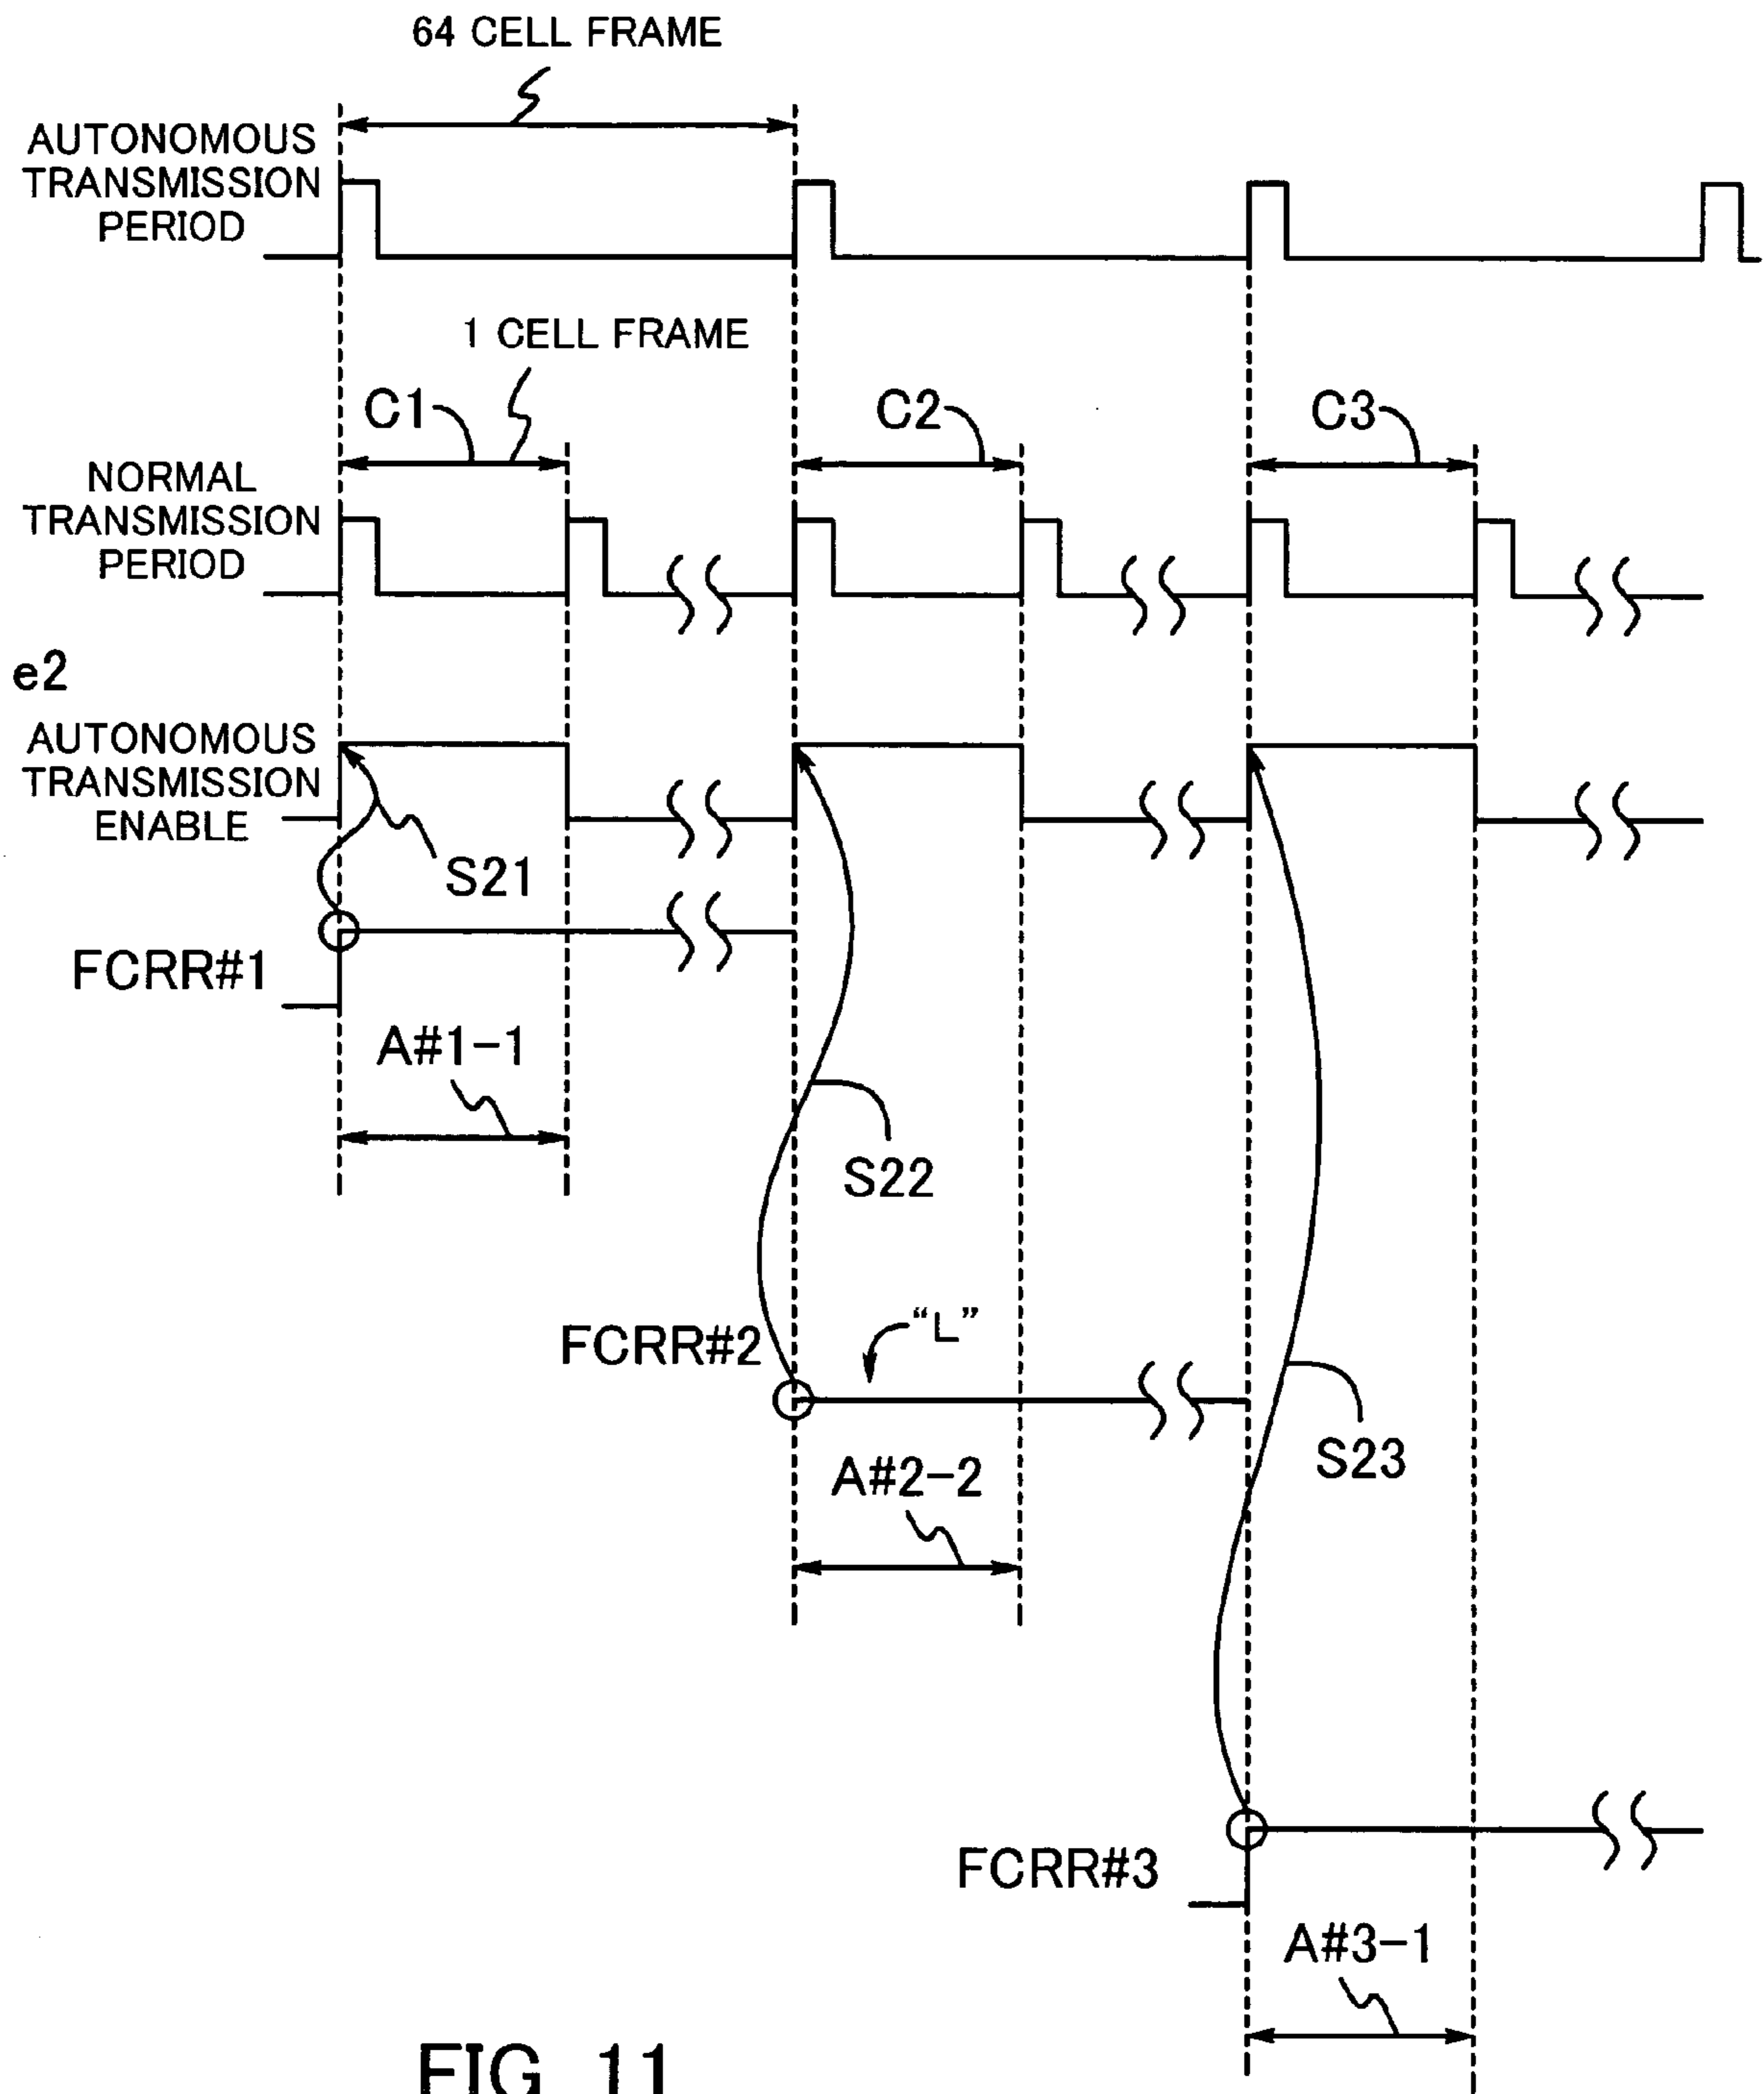 64 CELL FRAME
AUTONOMOUS
TRANSMISSION
PERIOD
1 CELL FRAME
C1
C2
C3
NORMAL
TRANSMISSION
PERIOD
e2
AUTONOMOUS
TRANSMISSION
ENABLE
S21
FCRR#1
A#1-1
S22
FCRR#2
"L"
A#2-2
S23
FCRR#3
A#3-1
FIG. 11